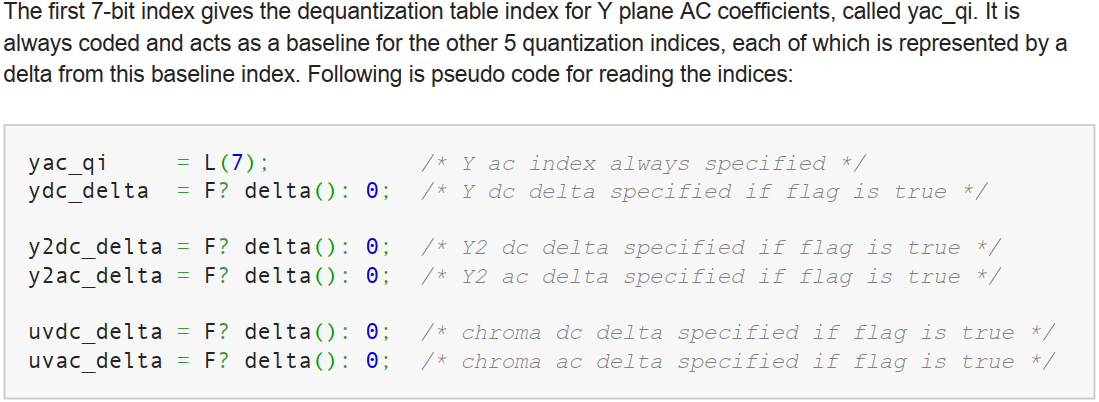 The first 7-bit index gives the dequantization table index for Y plane AC coefficients, called yac_qi. It is
always coded and acts as a baseline for the other 5 quantization indices, each of which is represented by a
delta from this baseline index. Following is pseudo code for reading the indices:
yac_qi     = L(7);           /* Y ac index always specified */
ydc_delta  = F? delta(): 0;  /* Y dc delta specified if flag is true */
y2dc_delta = F? delta(): 0;  /* Y2 dc delta specified if flag is true */
y2ac_delta = F? delta(): 0;  /* Y2 ac delta specified if flag is true */
uvdc_delta = F? delta(): 0;  /* chroma dc delta specified if flag is true */
uvac_delta = F? delta(): 0;  /* chroma ac delta specified if flag is true */